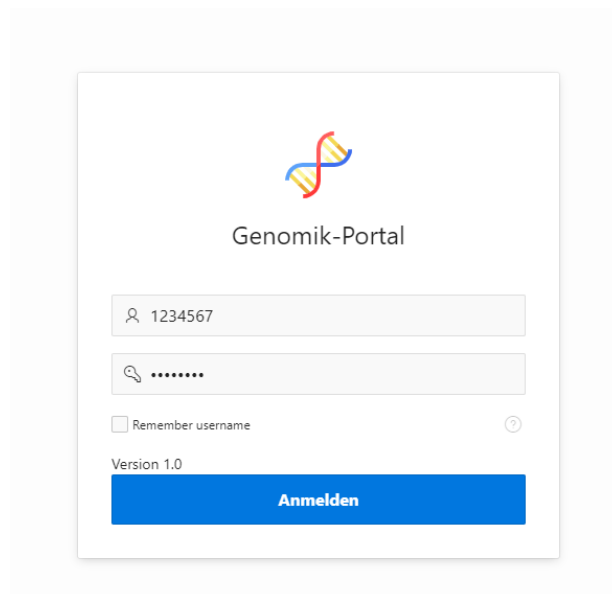 Genomik-Portal
1234567
••••••••
Remember username
?
Version 1.0
Anmelden